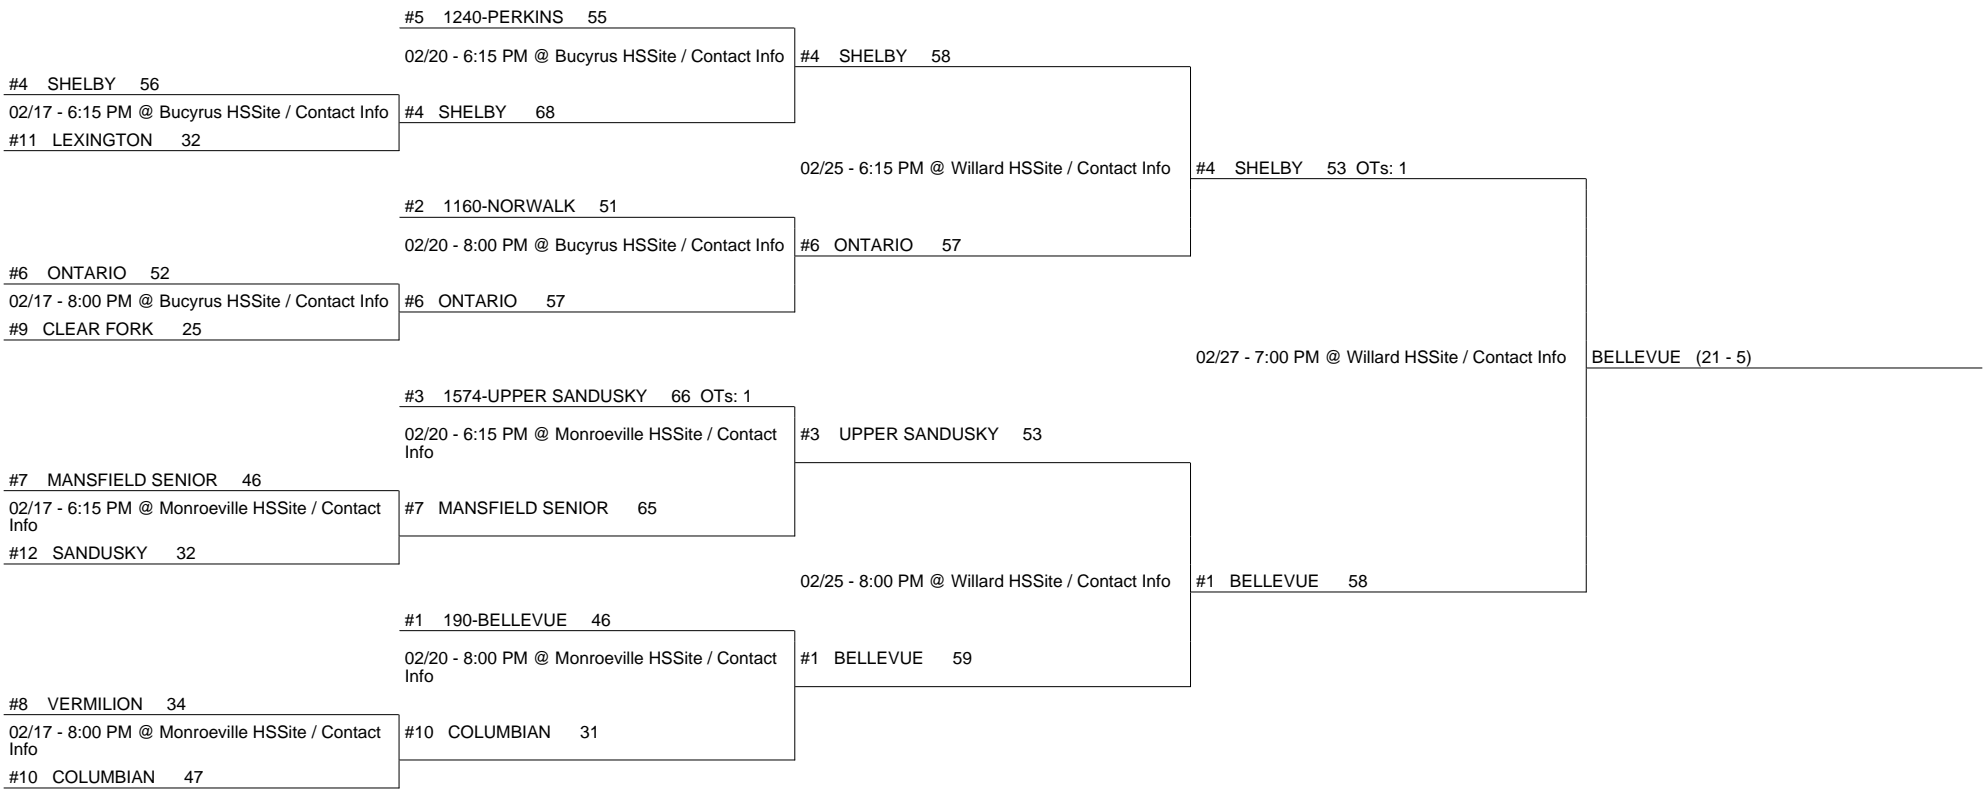 #5 1240-PERKINS 55
02/20 - 6:15 PM @ Bucyrus HSSite / Contact Info
#4 SHELBY 58
#4 SHELBY 56
02/17 - 6:15 PM @ Bucyrus HSSite / Contact Info
#4 SHELBY 68
#11 LEXINGTON 32
02/25 - 6:15 PM @ Willard HSSite / Contact Info
#4 SHELBY 53 OTs: 1
#2 1160-NORWALK 51
02/20 - 8:00 PM @ Bucyrus HSSite / Contact Info
#6 ONTARIO 57
#6 ONTARIO 52
02/17 - 8:00 PM @ Bucyrus HSSite / Contact Info
#6 ONTARIO 57
#9 CLEAR FORK 25
02/27 - 7:00 PM @ Willard HSSite / Contact Info
BELLEVUE (21 - 5)
#3 1574-UPPER SANDUSKY 66 OTs: 1
02/20 - 6:15 PM @ Monroeville HSSite / Contact
Info
#3 UPPER SANDUSKY 53
#7 MANSFIELD SENIOR 46
02/17 - 6:15 PM @ Monroeville HSSite / Contact
Info
#7 MANSFIELD SENIOR 65
#12 SANDUSKY 32
02/25 - 8:00 PM @ Willard HSSite / Contact Info
#1 BELLEVUE 58
#1 190-BELLEVUE 46
02/20 - 8:00 PM @ Monroeville HSSite / Contact
Info
#1 BELLEVUE 59
#8 VERMILION 34
02/17 - 8:00 PM @ Monroeville HSSite / Contact
Info
#10 COLUMBIAN 31
#10 COLUMBIAN 47